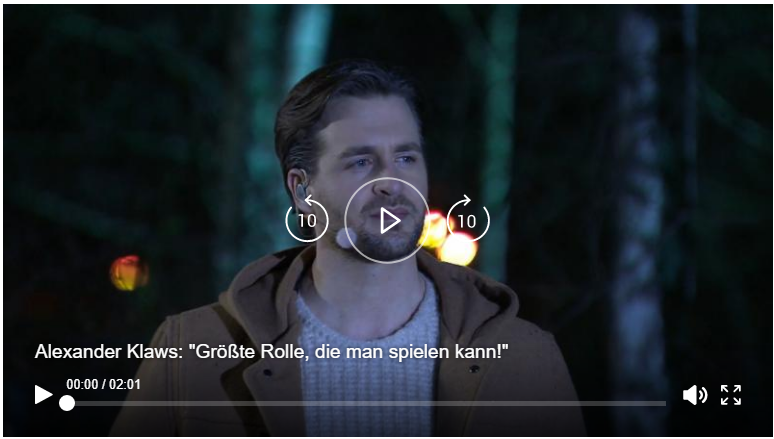 10
10
Alexander Klaws: "Größte Rolle, die man spielen kann!"
00:00 / 02:01